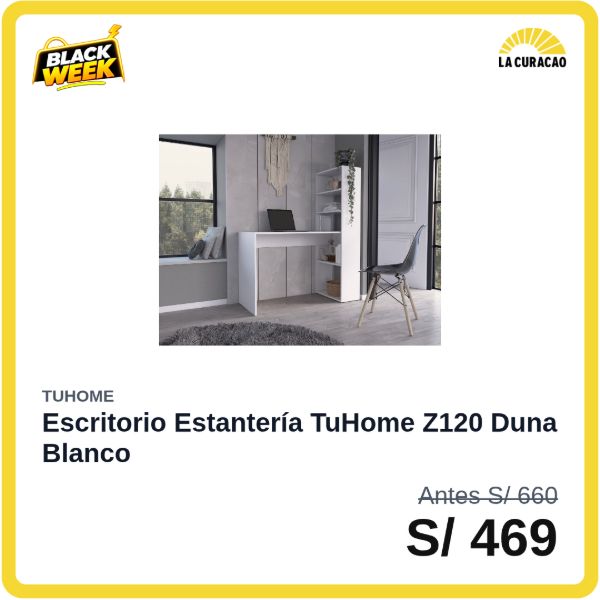 BLACK
WEEK
LA CURACAO
TUHOME
Escritorio Estantería TuHome Z120 Duna
Blanco
Antes S/ 660
S/ 469